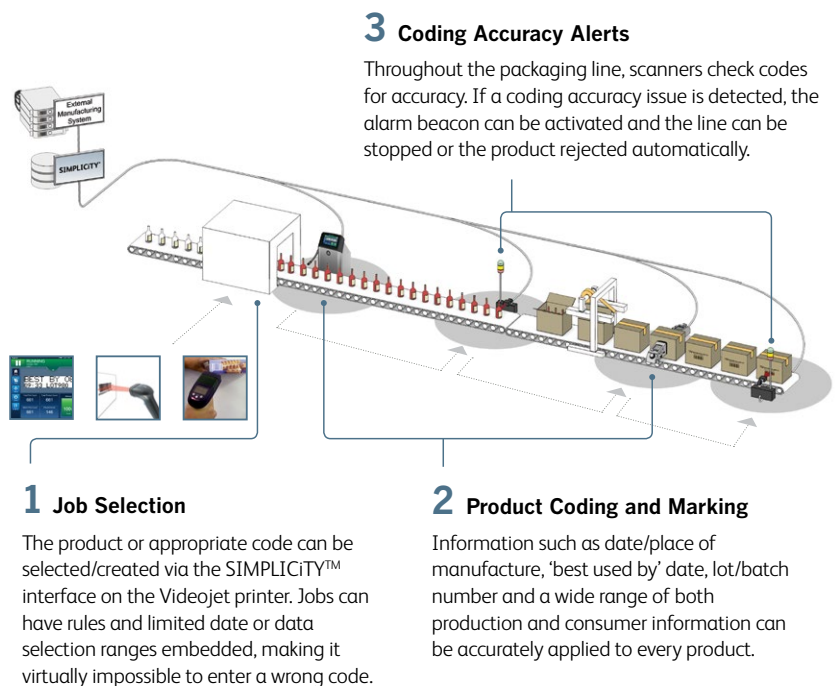 3 Coding Accuracy Alerts
Throughout the packaging line, scanners check codes
for accuracy. If a coding accuracy issue is detected, the
alarm beacon can be activated and the line can be
stopped or the product rejected automatically.
External
Manufacturing
System
SIMPLICiTY™
1 Job Selection
The product or appropriate code can be
selected/created via the SIMPLICiTY™
interface on the Videojet printer. Jobs can
have rules and limited date or data
selection ranges embedded, making it
virtually impossible to enter a wrong code.
2 Product Coding and Marking
Information such as date/place of
manufacture, ‘best used by’ date, lot/batch
number and a wide range of both
production and consumer information can
be accurately applied to every product.